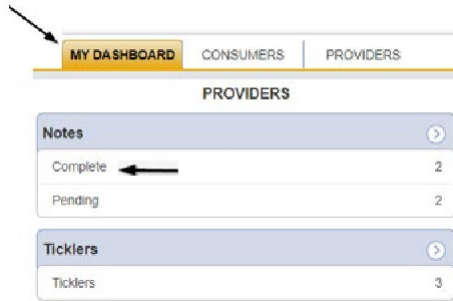 MY DASHBOARD CONSUMERS PROVIDERS
PROVIDERS
Notes
Complete 2
Pending 2
Ticklers
Ticklers 3